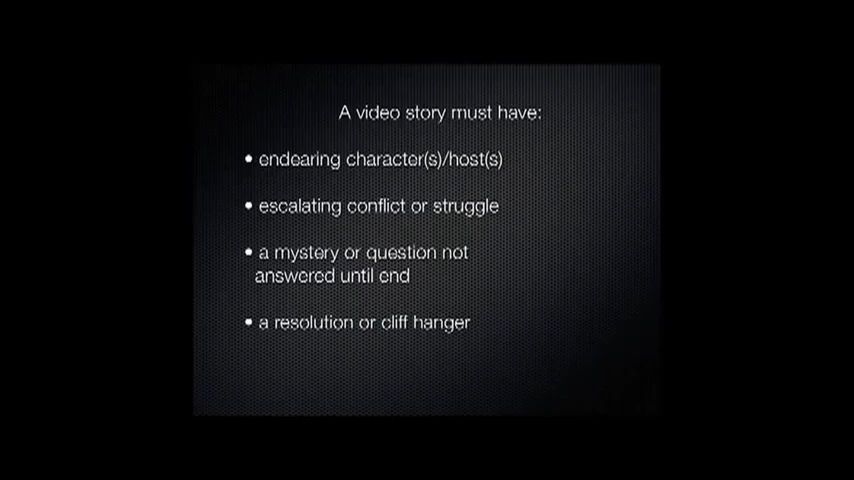 A video story must have:
• endearing character(s)/host(s)
• escalating conflict or struggle
• a mystery or question not
answered until end
• a resolution or cliff hanger